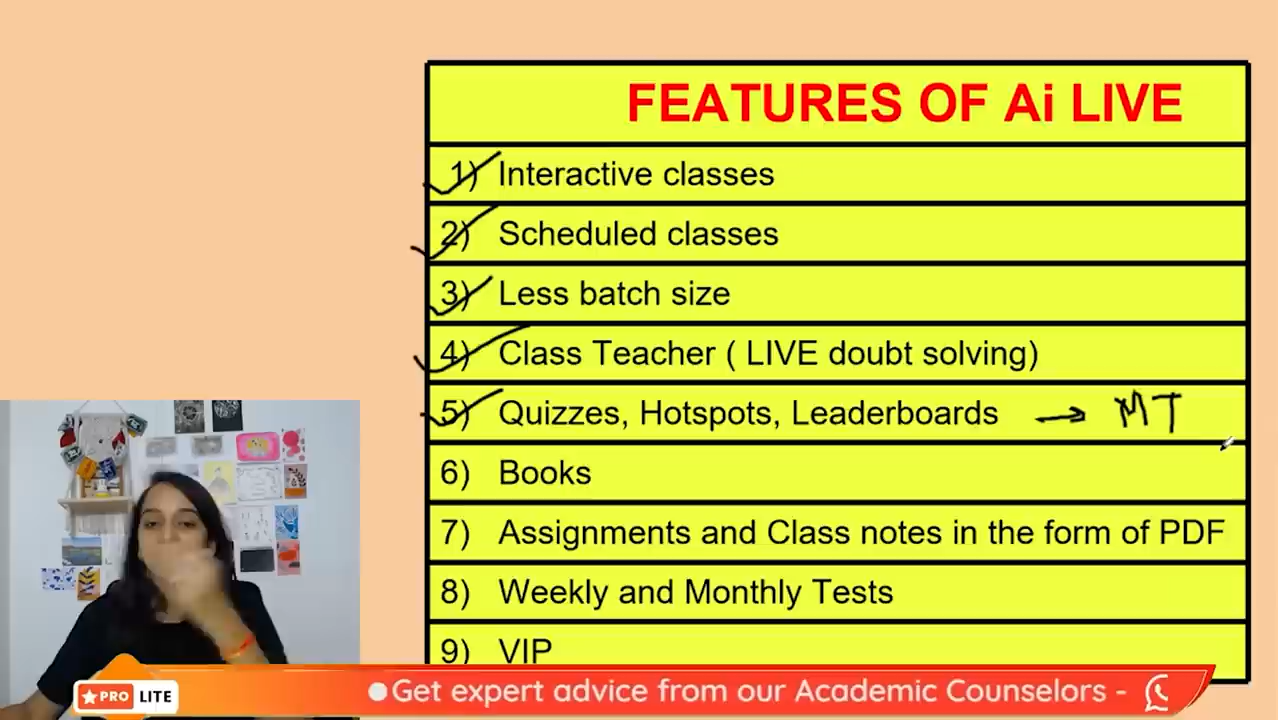 FEATURES OF Ai LIVE
1) Interactive classes
2) Scheduled classes
3) Less batch size
4) Class Teacher ( LIVE doubt solving)
5) Quizzes, Hotspots, Leaderboards → MT
6) Books
7) Assignments and Class notes in the form of PDF
8) Weekly and Monthly Tests
9) VIP
PRO LITE
Get expert advice from our Academic Counselors -